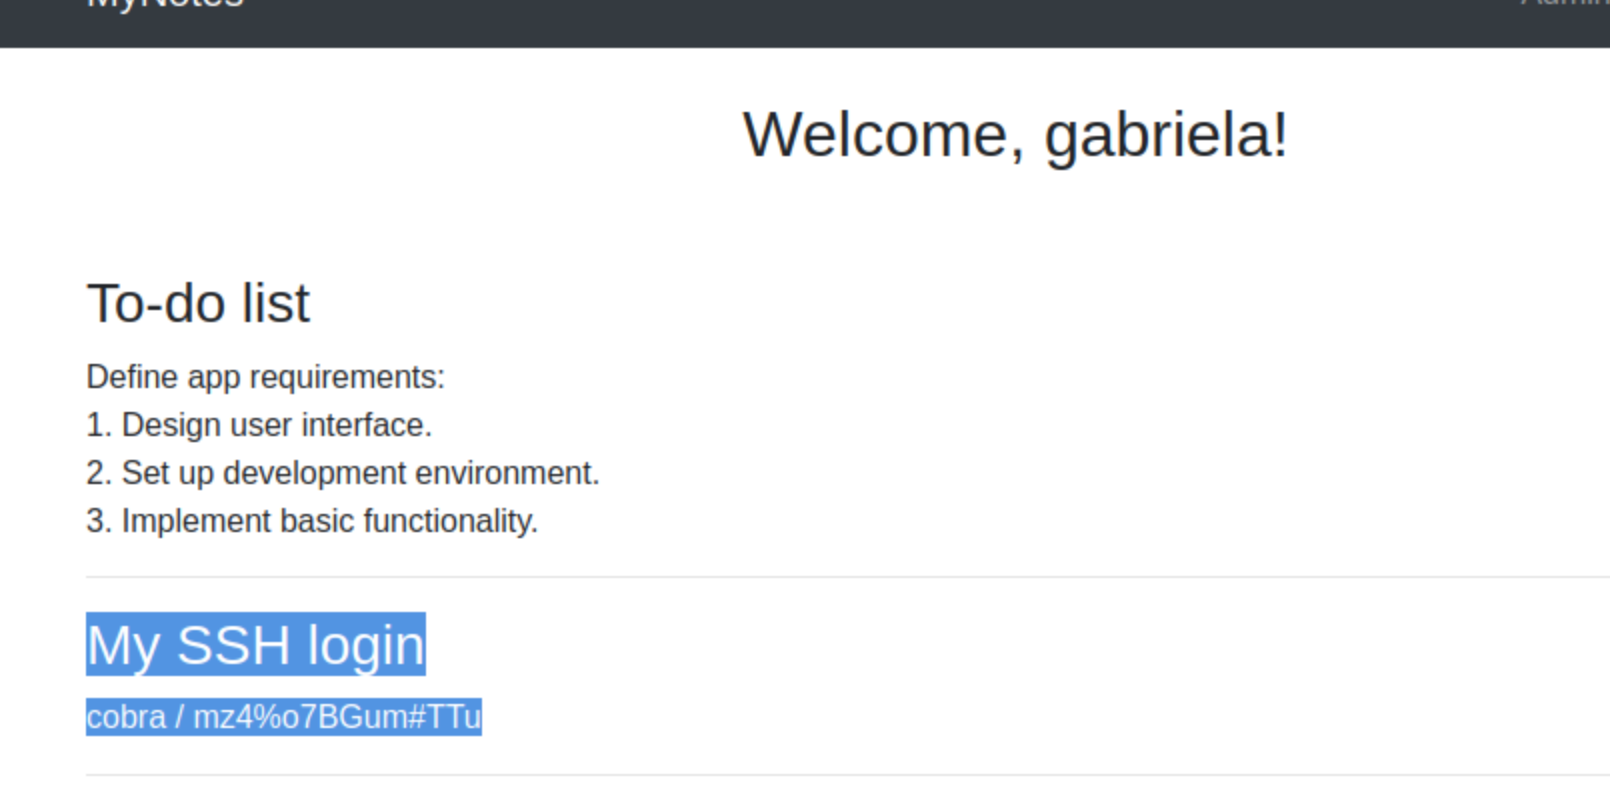 MyNotes
Admin
Welcome, gabriela!
To-do list
Define app requirements:
1. Design user interface.
2. Set up development environment.
3. Implement basic functionality.
My SSH login
cobra / mz4%o7BGum#TTu